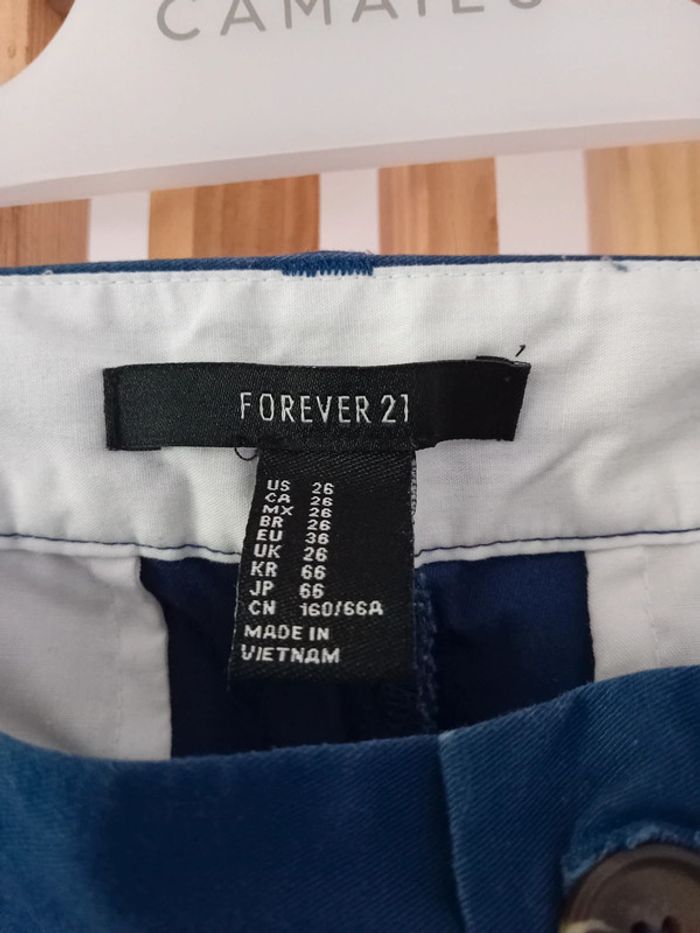 CAMAÏEU
FOREVER 21
US 26
CA 26
MX 26
BR 26
EU 36
UK 26
KR 66
JP 66
CN 160/66A
MADE IN
VIETNAM